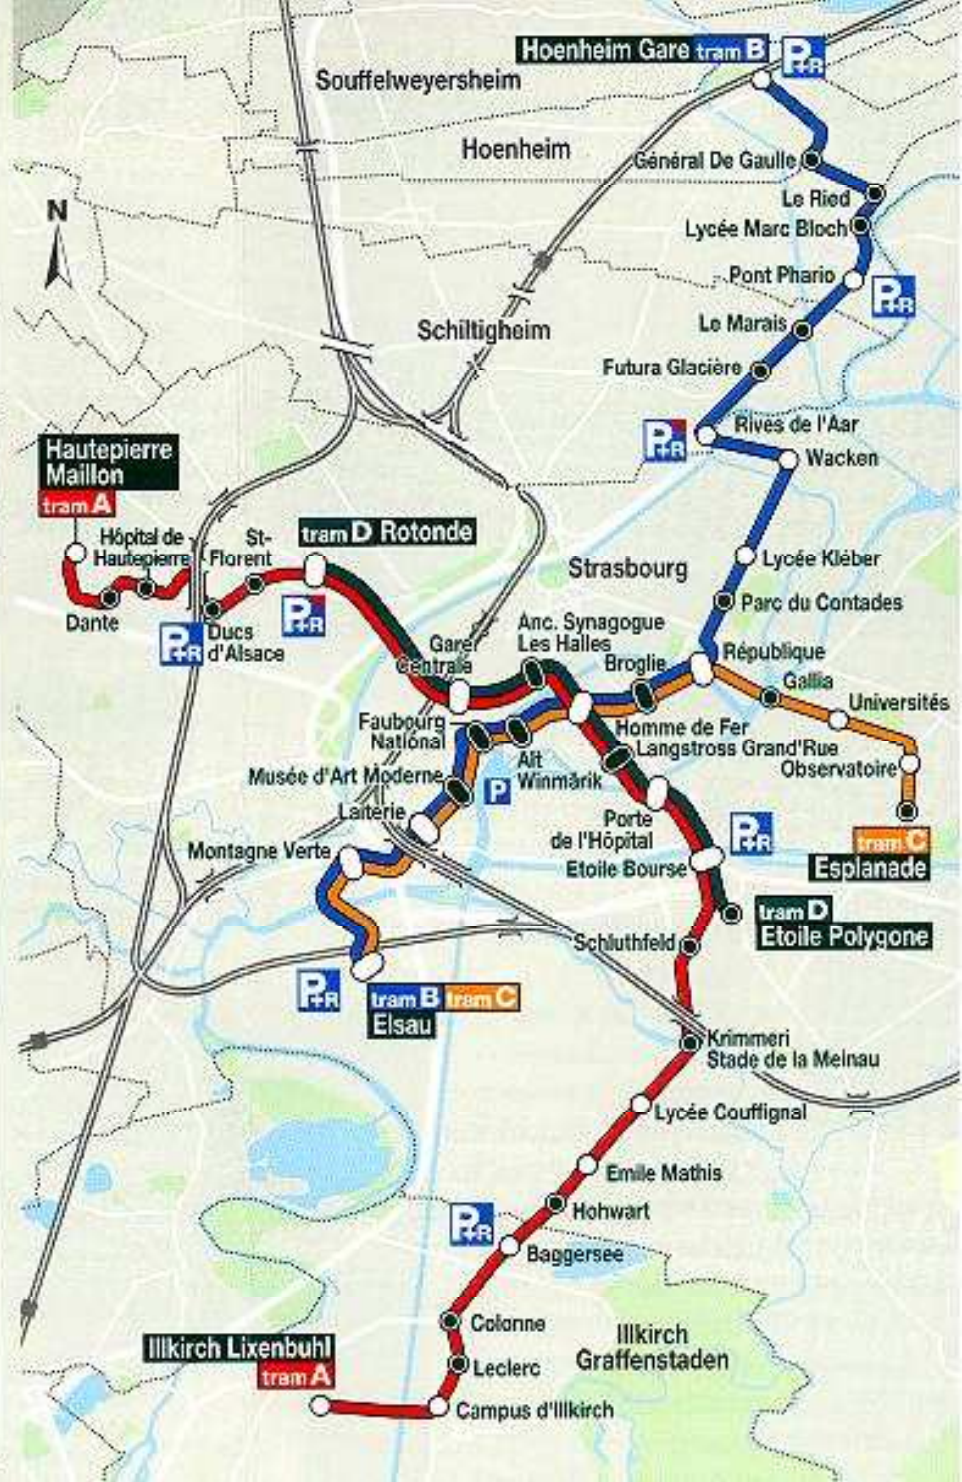 Hoenheim Gare tram B
P+R
Souffelweyersheim
Hoenheim
Général De Gaulle
Le Ried
Lycée Marc Bloch
N
Pont Phario
P+R
Le Marais
Schiltigheim
Futura Glacière
P+R
Rives de l'Aar
Wacken
Hautepierre
Maillon
tram A
Hôpital de
Hautepierre
St-
Florent
tram D Rotonde
Lycée Kléber
Strasbourg
Parc du Contades
Dante
P+R
Ducs
d'Alsace
P+R
Gare
Centrale
Anc. Synagogue
Les Halles
Broglie
République
Gallia
Universités
Faubourg
National
Homme de Fer
Langstross Grand'Rue
Observatoire
Alt
Winmärik
Musée d'Art Moderne
P
Laiterie
Porte
de l'Hôpital
P+R
tram C
Esplanade
Montagne Verte
Etoile Bourse
tram D
Etoile Polygone
Schluthfeld
P+R
tram B tram C
Elsau
Krimmeri
Stade de la Meinau
Lycée Couffignal
Emile Mathis
Hohwart
P+R
Baggersee
Colonne
Illkirch
Graffenstaden
Illkirch Lixenbuhl
tram A
Leclerc
Campus d'Illkirch